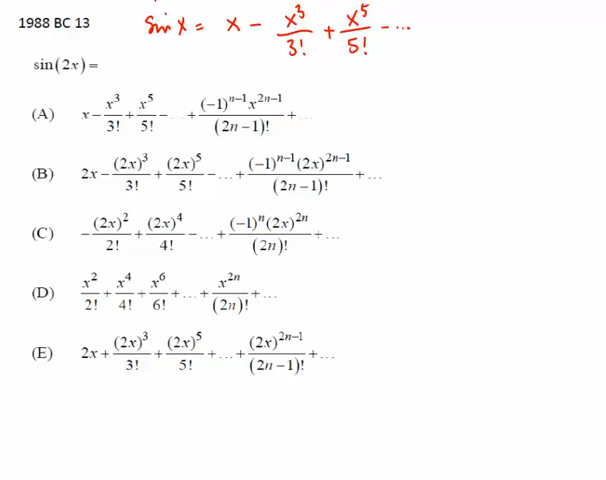 1988 BC 13
sin x = x − x³/3! + x⁵/5! − ...
sin(2x) =
(A) x − x³/3! + x⁵/5! − ... + (−1)ⁿ⁻¹x²ⁿ⁻¹/(2n−1)! + ...
(B) 2x − (2x)³/3! + (2x)⁵/5! − ... + (−1)ⁿ⁻¹(2x)²ⁿ⁻¹/(2n−1)! + ...
(C) −(2x)²/2! + (2x)⁴/4! − ... + (−1)ⁿ(2x)²ⁿ/(2n)! + ...
(D) x²/2! + x⁴/4! + x⁶/6! + ... + x²ⁿ/(2n)! + ...
(E) 2x + (2x)³/3! + (2x)⁵/5! + ... + (2x)²ⁿ⁻¹/(2n−1)! + ...